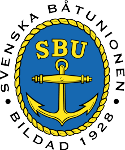 SVENSKA BÅTUNIONEN
SBU
• BILDAD 1928 •